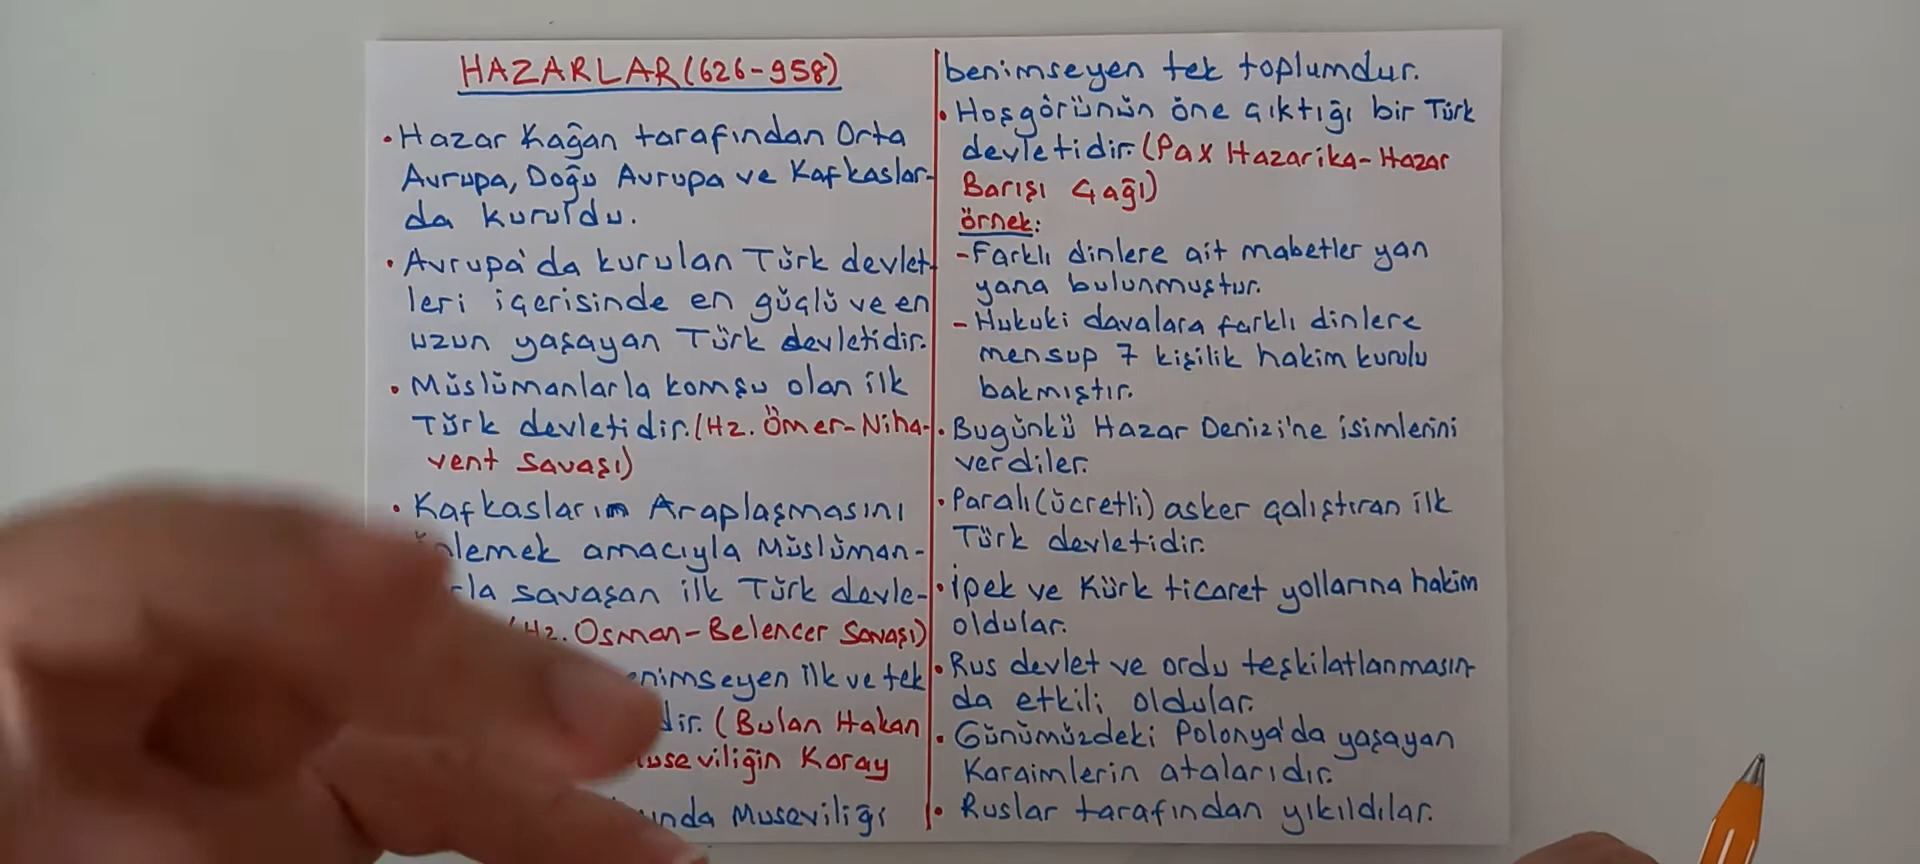 HAZARLAR (626-958)
• Hazar Kağan tarafından Orta
Avrupa, Doğu Avrupa ve Kafkaslar-
da kuruldu.
• Avrupa'da kurulan Türk devlet-
leri içerisinde en güçlü ve en
uzun yaşayan Türk devletidir.
• Müslümanlarla komşu olan ilk
Türk devletidir. (Hz. Ömer-Niha-
vent Savaşı)
• Kafkasların Araplaşmasını
lemek amacıyla Müslüman-
la savaşan ilk Türk devle-
(Hz. Osman-Belencer Savaşı)
enimseyen ilk ve tek
dir. (Bulan Hakan
useviliğin Karay
ında Museviliği
benimseyen tek toplumdur.
• Hoşgörünün öne çıktığı bir Türk
devletidir. (Pax Hazarika-Hazar
Barışı Çağı)
Örnek:
- Farklı dinlere ait mabetler yan
yana bulunmuştur.
- Hukuki davalara farklı dinlere
mensup 7 kişilik hakim kurulu
bakmıştır.
• Bugünkü Hazar Denizi'ne isimlerini
verdiler.
• Paralı (ücretli) asker çalıştıran ilk
Türk devletidir.
• İpek ve Kürk ticaret yollarına hakim
oldular.
• Rus devlet ve ordu teşkilatlanmasın-
da etkili oldular.
• Günümüzdeki Polonya'da yaşayan
Karaimlerin atalarıdır.
• Ruslar tarafından yıkıldılar.